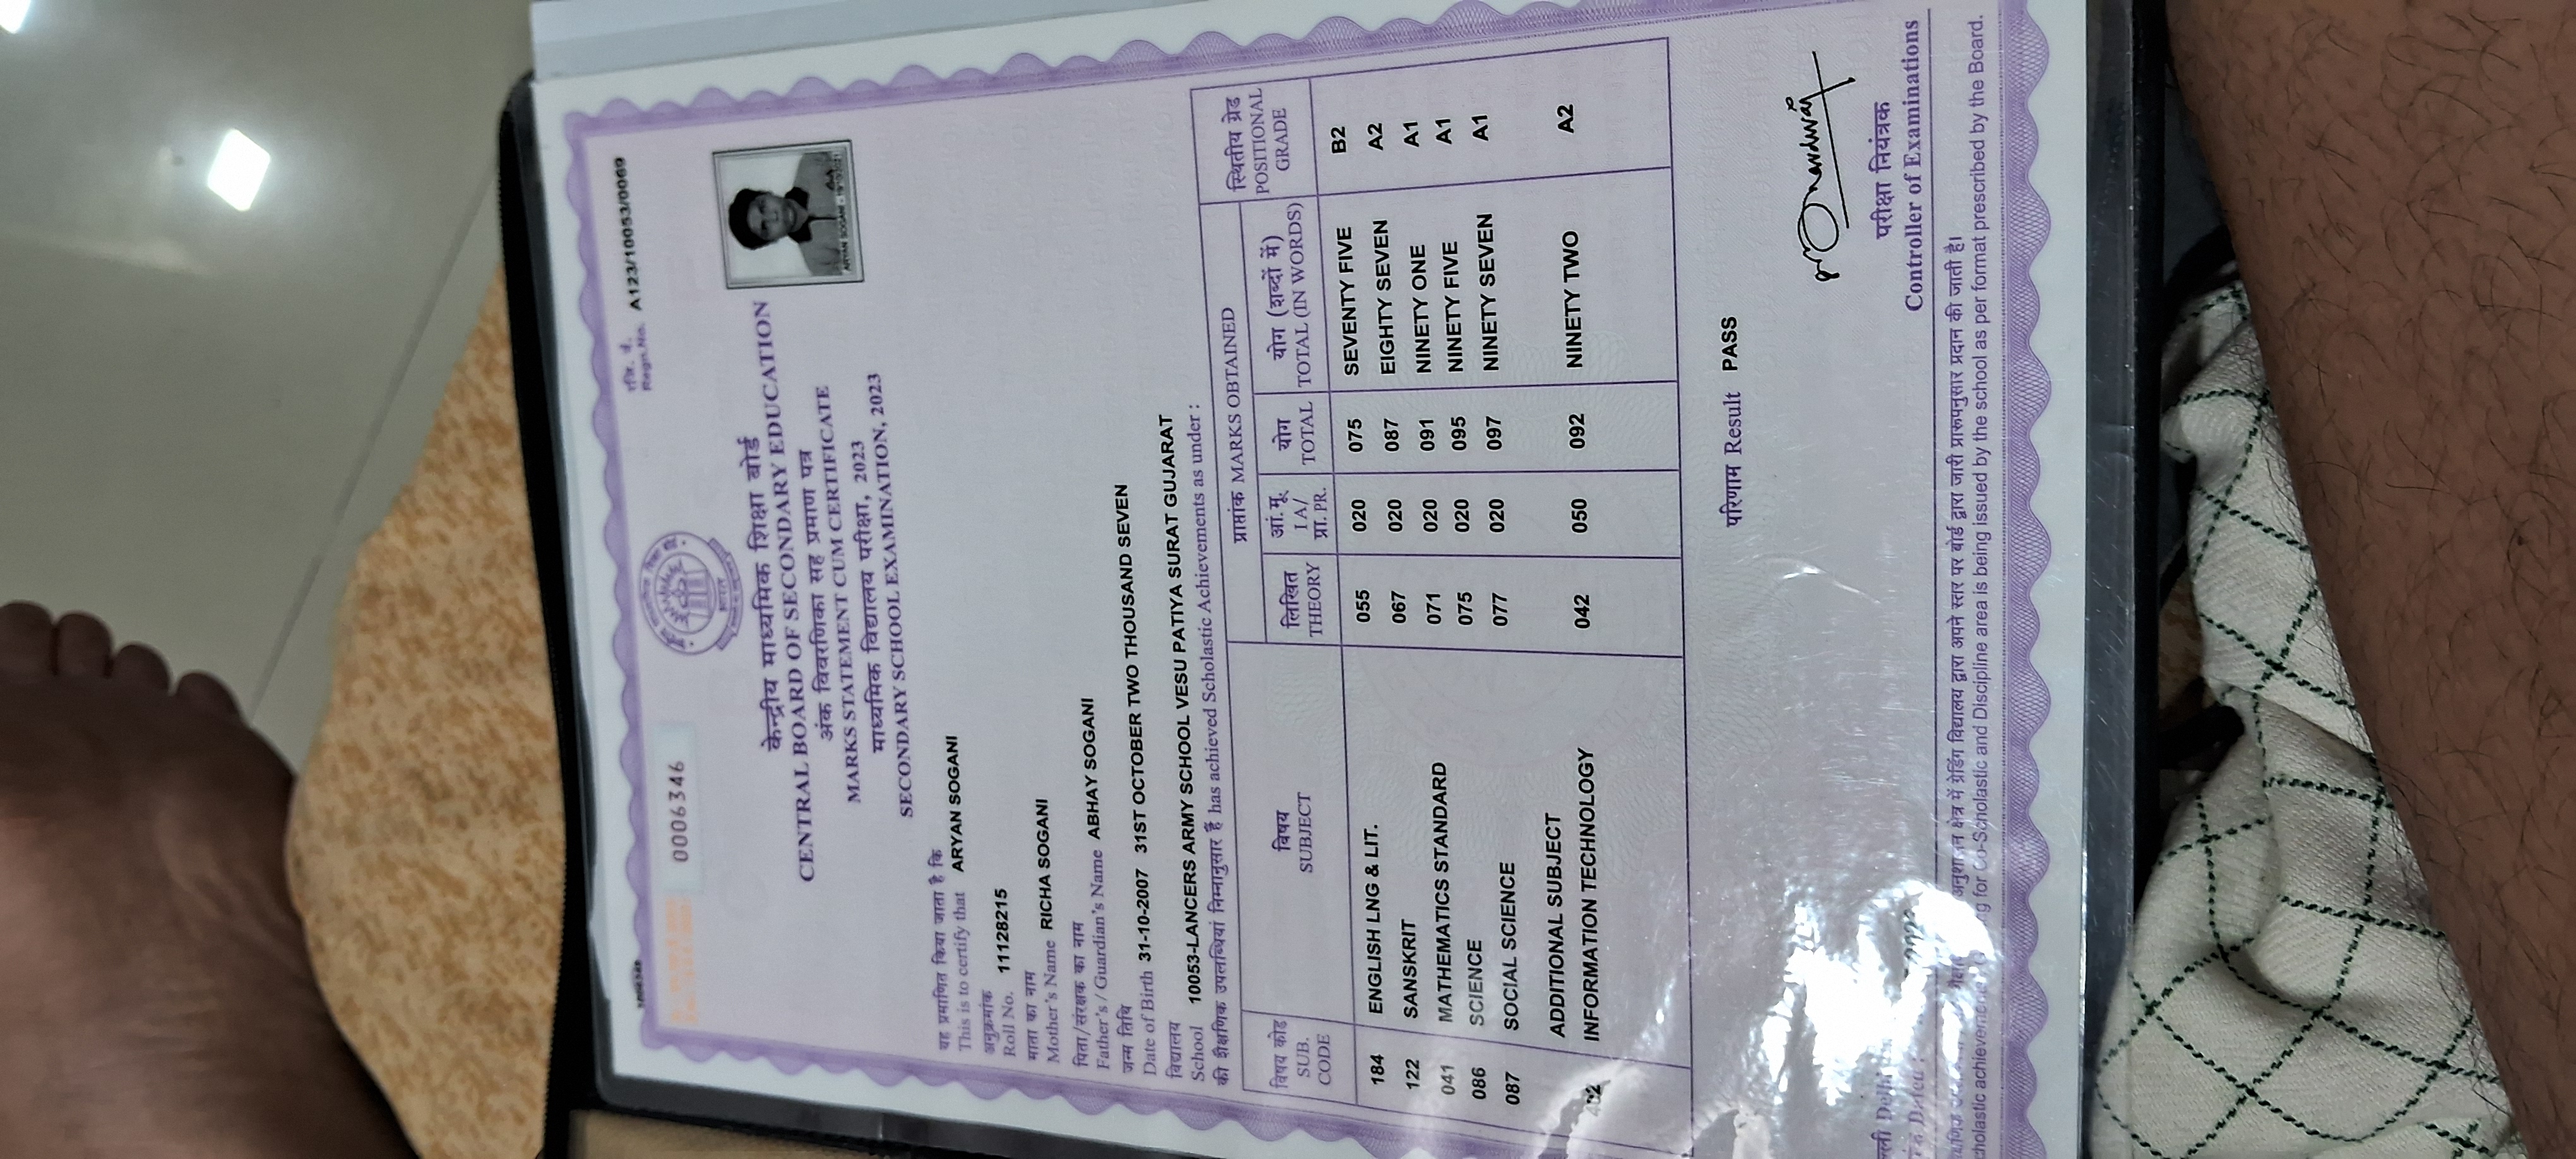 0006346
रजि. नं.
Regn.No. A123/10053/0069
केन्द्रीय माध्यमिक शिक्षा बोर्ड
CENTRAL BOARD OF SECONDARY EDUCATION
अंक विवरणिका सह प्रमाण पत्र
MARKS STATEMENT CUM CERTIFICATE
माध्यमिक विद्यालय परीक्षा, 2023
SECONDARY SCHOOL EXAMINATION, 2023
यह प्रमाणित किया जाता है कि
This is to certify that ARYAN SOGANI
अनुक्रमांक
Roll No. 11128215
माता का नाम
Mother's Name RICHA SOGANI
पिता/संरक्षक का नाम
Father's / Guardian's Name ABHAY SOGANI
जन्म तिथि
Date of Birth 31-10-2007 31ST OCTOBER TWO THOUSAND SEVEN
विद्यालय
School 10053-LANCERS ARMY SCHOOL VESU PATIYA SURAT GUJARAT
की शैक्षणिक उपलब्धियां निम्नानुसार हैं has achieved Scholastic Achievements as under :
विषय कोड विषय प्राप्तांक MARKS OBTAINED स्थितीय ग्रेड
SUB. CODE SUBJECT लिखित THEORY आं.मू. IA/ प्रा. PR. योग TOTAL योग (शब्दों में) TOTAL (IN WORDS) POSITIONAL GRADE
184 ENGLISH LNG & LIT. 055 020 075 SEVENTY FIVE B2
122 SANSKRIT 067 020 087 EIGHTY SEVEN A2
041 MATHEMATICS STANDARD 071 020 091 NINETY ONE A1
086 SCIENCE 075 020 095 NINETY FIVE A1
087 SOCIAL SCIENCE 077 020 097 NINETY SEVEN A1
ADDITIONAL SUBJECT
402 INFORMATION TECHNOLOGY 042 050 092 NINETY TWO A2
परिणाम Result PASS
परीक्षा नियंत्रक
Controller of Examinations
अनुशासन क्षेत्र में ग्रेडिंग विद्यालय द्वारा अपने स्तर पर बोर्ड द्वारा जारी प्रारूपनुसार प्रदान की जाती है।
for Co-Scholastic and Discipline area is being issued by the school as per format prescribed by the Board.